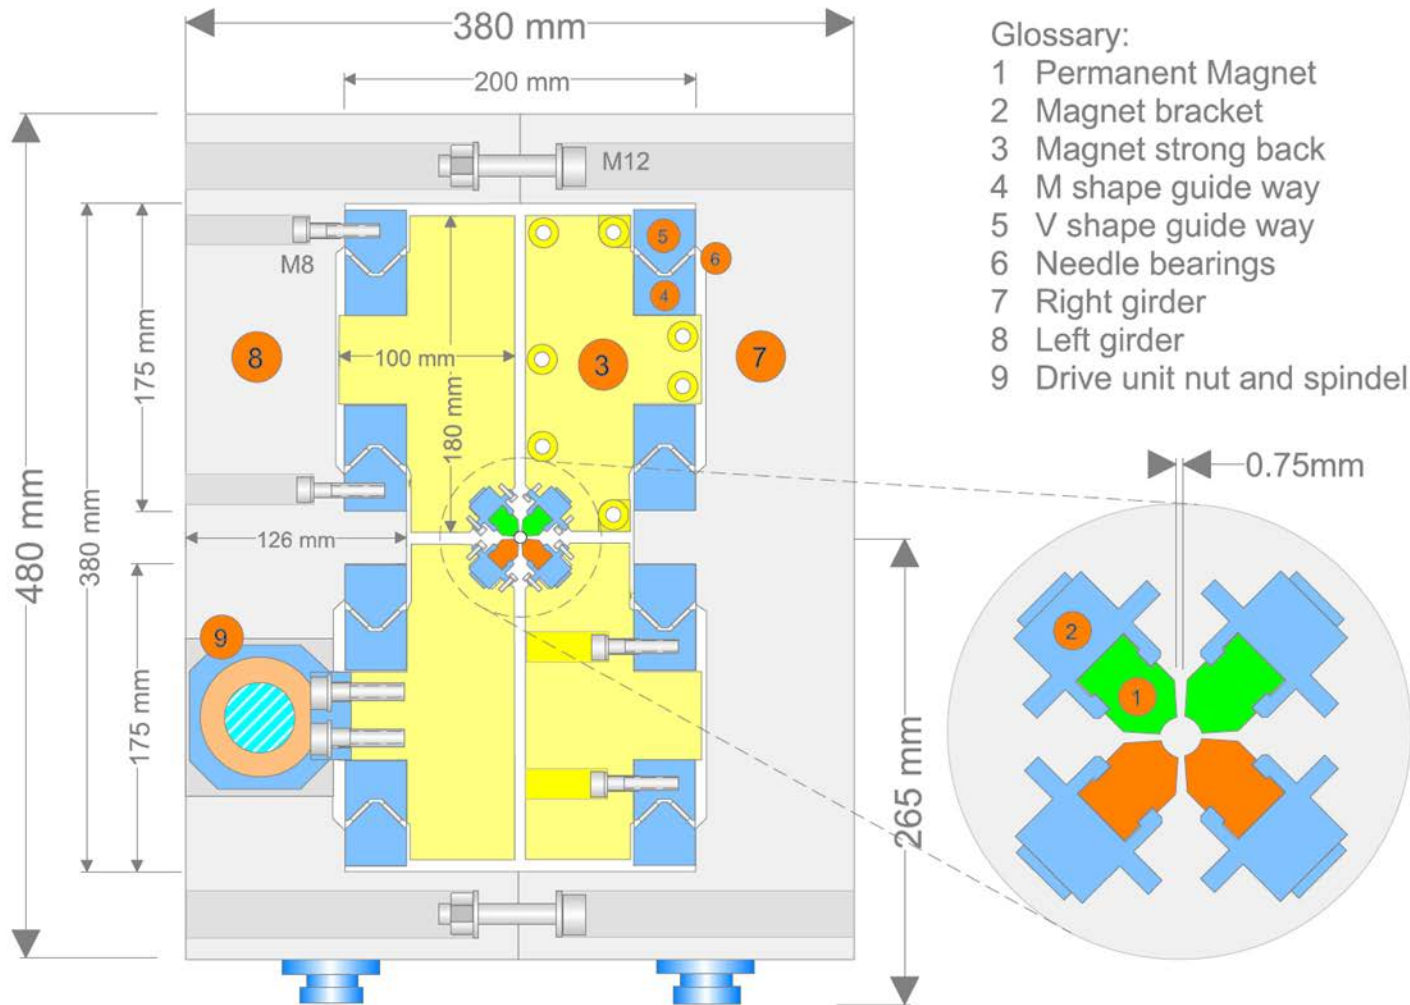 380 mm
200 mm
Glossary:
1 Permanent Magnet
2 Magnet bracket
3 Magnet strong back
4 M shape guide way
5 V shape guide way
6 Needle bearings
7 Right girder
8 Left girder
9 Drive unit nut and spindel
M12
M8
5
6
4
8
100 mm
3
7
175 mm
180 mm
480 mm
380 mm
0.75mm
126 mm
9
2
1
175 mm
265 mm